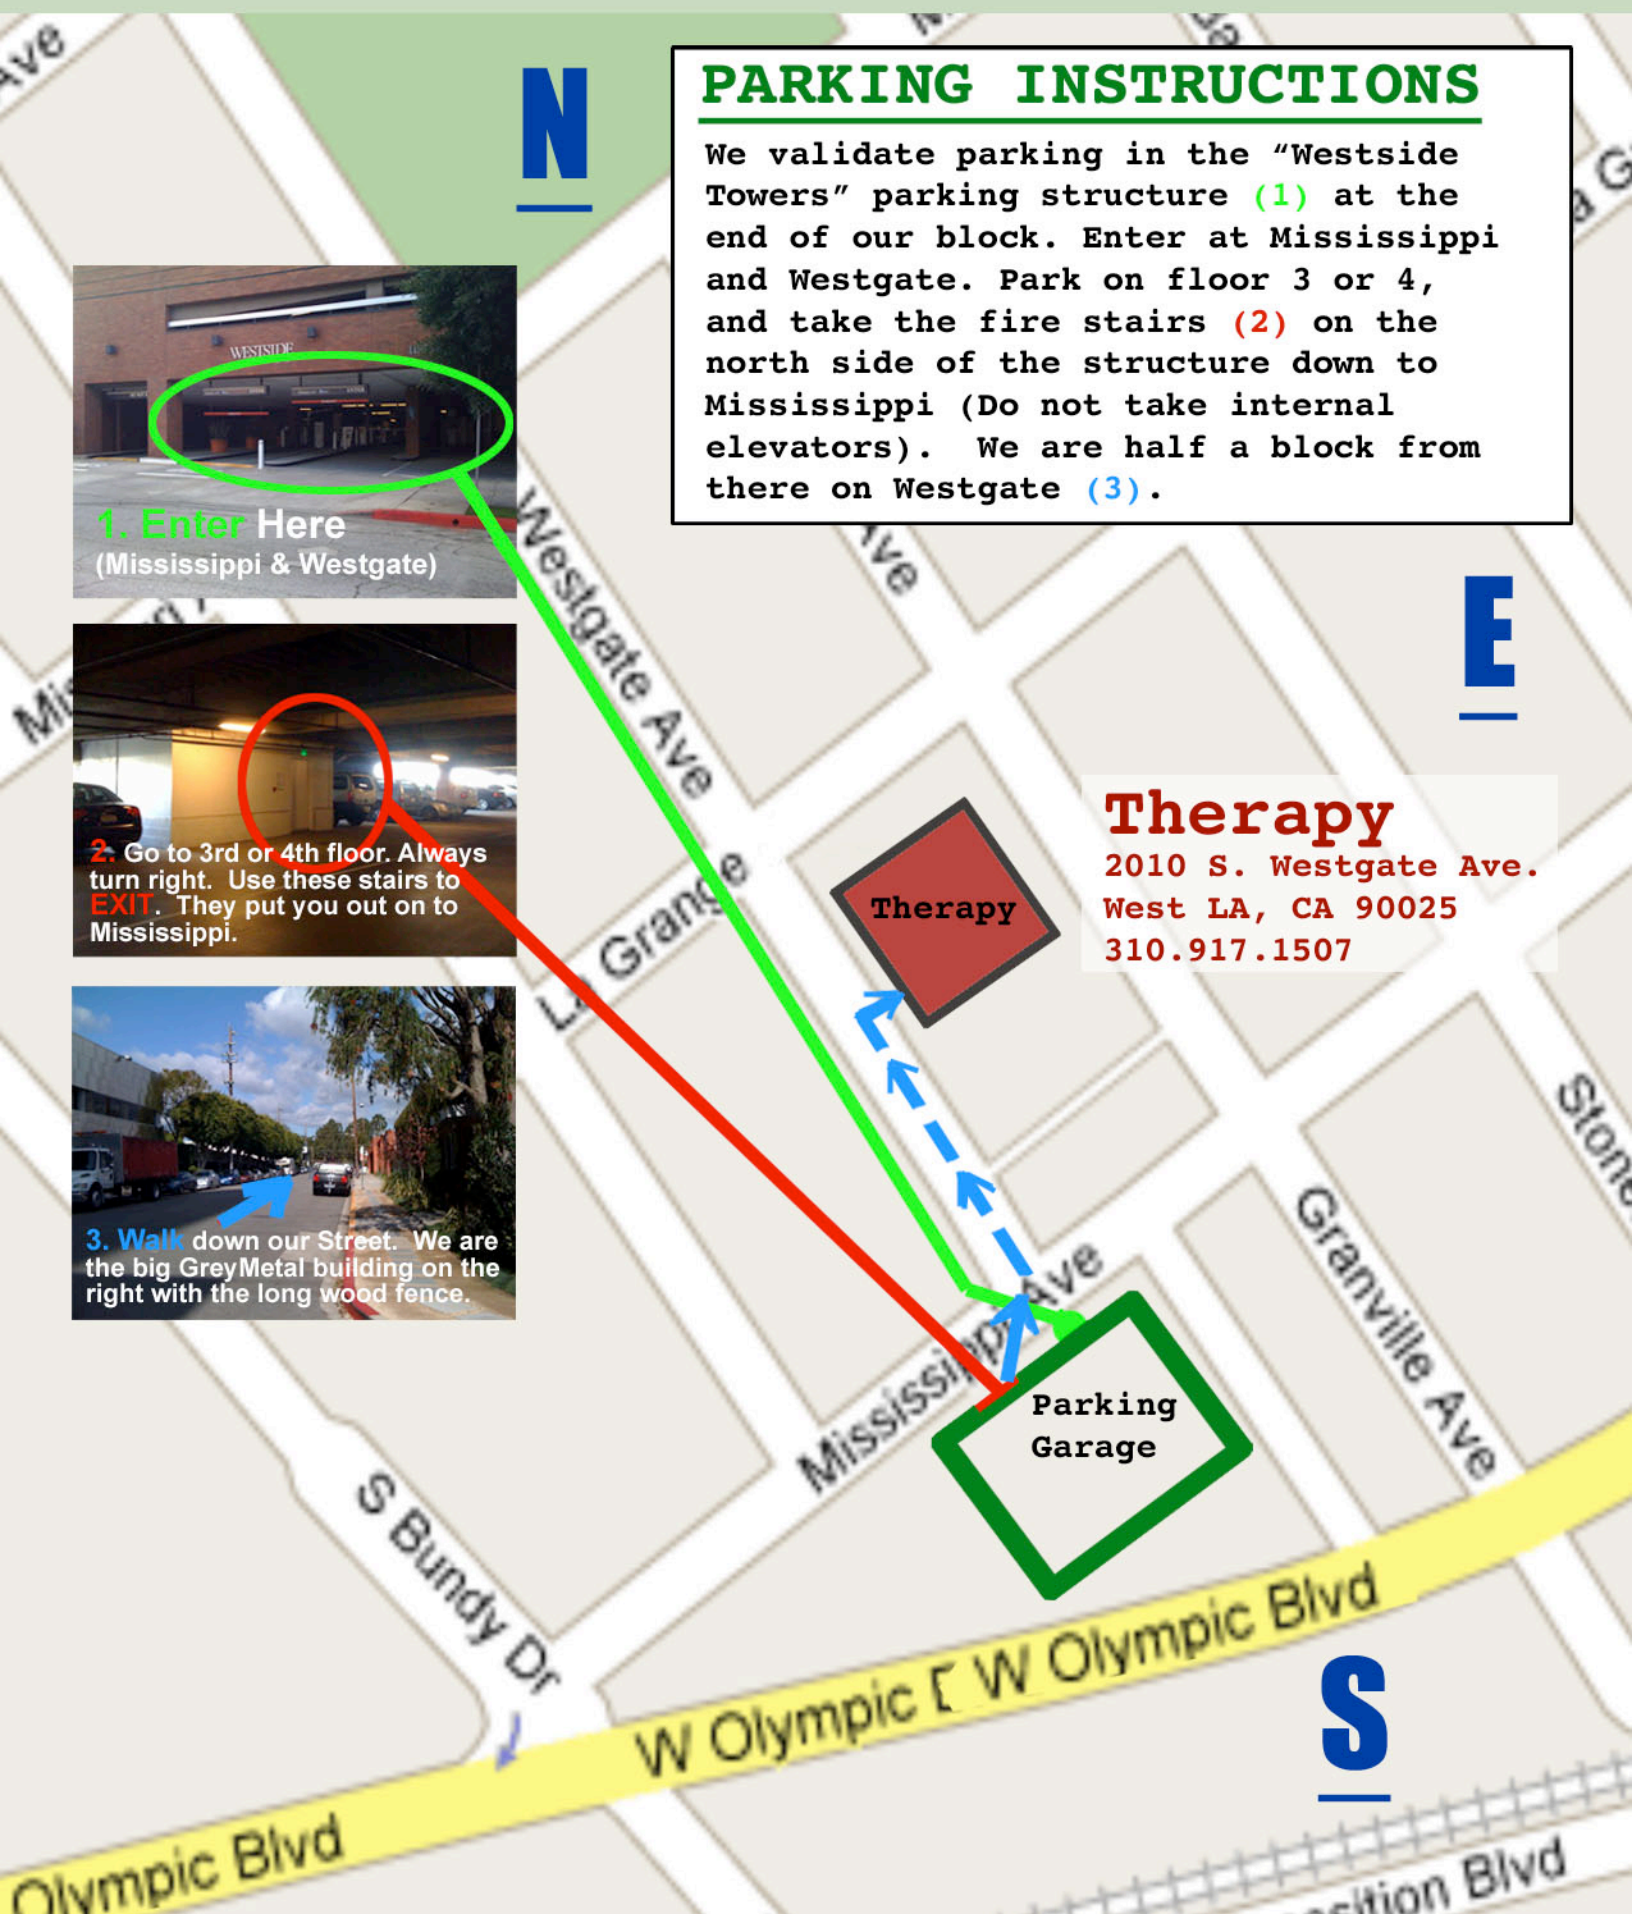 Ave
N
PARKING INSTRUCTIONS
We validate parking in the “Westside
Towers” parking structure (1) at the
end of our block. Enter at Mississippi
and Westgate. Park on floor 3 or 4,
and take the fire stairs (2) on the
north side of the structure down to
Mississippi (Do not take internal
elevators). We are half a block from
there on Westgate (3).
WESTSIDE
1. Enter Here
(Mississippi & Westgate)
Westgate Ave
Ave
E
2. Go to 3rd or 4th floor. Always
turn right. Use these stairs to
EXIT. They put you out on to
Mississippi.
Therapy
2010 S. Westgate Ave.
West LA, CA 90025
310.917.1507
Therapy
La Grange
3. Walk down our Street. We are
the big GreyMetal building on the
right with the long wood fence.
Mississippi Ave
Granville Ave
Parking
Garage
S Bundy Dr
W Olympic
W Olympic Blvd
S
Olympic Blvd
Blvd